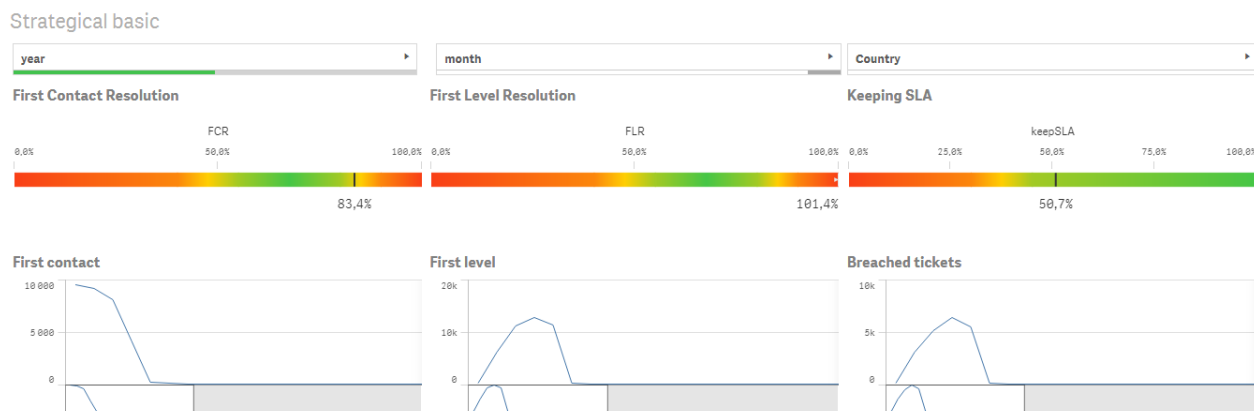 Strategical basic
year
month
Country
First Contact Resolution
First Level Resolution
Keeping SLA
FCR
FLR
keepSLA
0,0% 50,0% 100,0%
0,0% 50,0% 100,0%
0,0% 25,0% 50,0% 75,0% 100,0%
83,4%
101,4%
50,7%
First contact
First level
Breached tickets
10 000
5 000
0
20k
10k
0
10k
5k
0